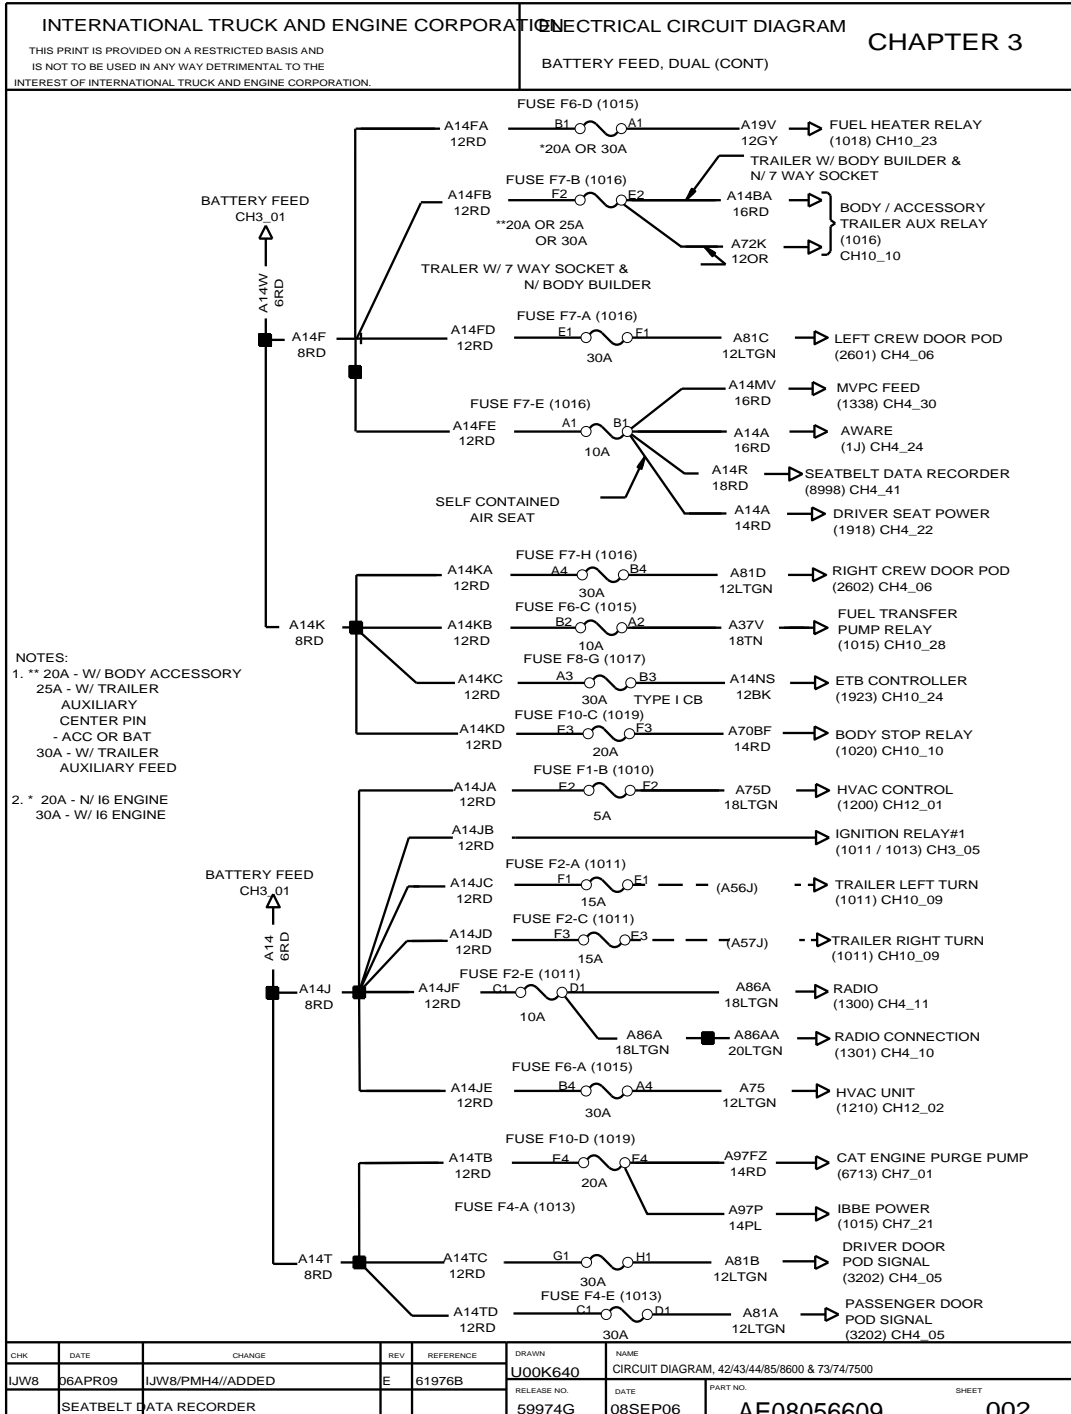 INTERNATIONAL TRUCK AND ENGINE CORPORATION
THIS PRINT IS PROVIDED ON A RESTRICTED BASIS AND
IS NOT TO BE USED IN ANY WAY DETRIMENTAL TO THE
INTEREST OF INTERNATIONAL TRUCK AND ENGINE CORPORATION.
ELECTRICAL CIRCUIT DIAGRAM
BATTERY FEED, DUAL (CONT)
CHAPTER 3
BATTERY FEED
CH3_01
A14W
6RD
A14F
8RD
A14FA
12RD
FUSE F6-D (1015)
B1 A1
*20A OR 30A
A19V
12GY
FUEL HEATER RELAY
(1018) CH10_23
TRAILER W/ BODY BUILDER &
N/ 7 WAY SOCKET
A14FB
12RD
FUSE F7-B (1016)
F2 E2
**20A OR 25A
OR 30A
A14BA
16RD
A72K
12OR
BODY / ACCESSORY
TRAILER AUX RELAY
(1016)
CH10_10
TRALER W/ 7 WAY SOCKET &
N/ BODY BUILDER
A14FD
12RD
FUSE F7-A (1016)
E1 F1
30A
A81C
12LTGN
LEFT CREW DOOR POD
(2601) CH4_06
A14FE
12RD
FUSE F7-E (1016)
A1 B1
10A
A14MV
16RD
MVPC FEED
(1338) CH4_30
A14A
16RD
AWARE
(1J) CH4_24
A14R
18RD
SEATBELT DATA RECORDER
(8998) CH4_41
SELF CONTAINED
AIR SEAT
A14A
14RD
DRIVER SEAT POWER
(1918) CH4_22
A14K
8RD
A14KA
12RD
FUSE F7-H (1016)
A4 B4
30A
A81D
12LTGN
RIGHT CREW DOOR POD
(2602) CH4_06
A14KB
12RD
FUSE F6-C (1015)
B2 A2
10A
A37V
18TN
FUEL TRANSFER
PUMP RELAY
(1015) CH10_28
A14KC
12RD
FUSE F8-G (1017)
A3 B3
30A TYPE I CB
A14NS
12BK
ETB CONTROLLER
(1923) CH10_24
A14KD
12RD
FUSE F10-C (1019)
E3 F3
20A
A70BF
14RD
BODY STOP RELAY
(1020) CH10_10
NOTES:
1. ** 20A - W/ BODY ACCESSORY
25A - W/ TRAILER
AUXILIARY
CENTER PIN
- ACC OR BAT
30A - W/ TRAILER
AUXILIARY FEED
2. * 20A - N/ I6 ENGINE
30A - W/ I6 ENGINE
BATTERY FEED
CH3_01
A14
6RD
A14J
8RD
A14JA
12RD
FUSE F1-B (1010)
E2 F2
5A
A75D
18LTGN
HVAC CONTROL
(1200) CH12_01
A14JB
12RD
IGNITION RELAY#1
(1011 / 1013) CH3_05
A14JC
12RD
FUSE F2-A (1011)
F1 E1
15A
(A56J)
TRAILER LEFT TURN
(1011) CH10_09
A14JD
12RD
FUSE F2-C (1011)
F3 E3
15A
(A57J)
TRAILER RIGHT TURN
(1011) CH10_09
A14JF
12RD
FUSE F2-E (1011)
C1 D1
10A
A86A
18LTGN
RADIO
(1300) CH4_11
A86A
18LTGN
A86AA
20LTGN
RADIO CONNECTION
(1301) CH4_10
A14JE
12RD
FUSE F6-A (1015)
B4 A4
30A
A75
12LTGN
HVAC UNIT
(1210) CH12_02
A14T
8RD
A14TB
12RD
FUSE F10-D (1019)
E4 F4
20A
A97FZ
14RD
CAT ENGINE PURGE PUMP
(6713) CH7_01
A97P
14PL
IBBE POWER
(1015) CH7_21
FUSE F4-A (1013)
A14TC
12RD
G1 H1
30A
A81B
12LTGN
DRIVER DOOR
POD SIGNAL
(3202) CH4_05
A14TD
12RD
FUSE F4-E (1013)
C1 D1
30A
A81A
12LTGN
PASSENGER DOOR
POD SIGNAL
(3202) CH4_05
CHK DATE CHANGE REV REFERENCE
IJW8 06APR09 IJW8/PMH4//ADDED E 61976B
SEATBELT DATA RECORDER
DRAWN
U00K640
NAME
CIRCUIT DIAGRAM, 42/43/44/85/8600 & 73/74/7500
RELEASE NO.
59974G
DATE
08SEP06
PART NO.
AE08056609
SHEET
002